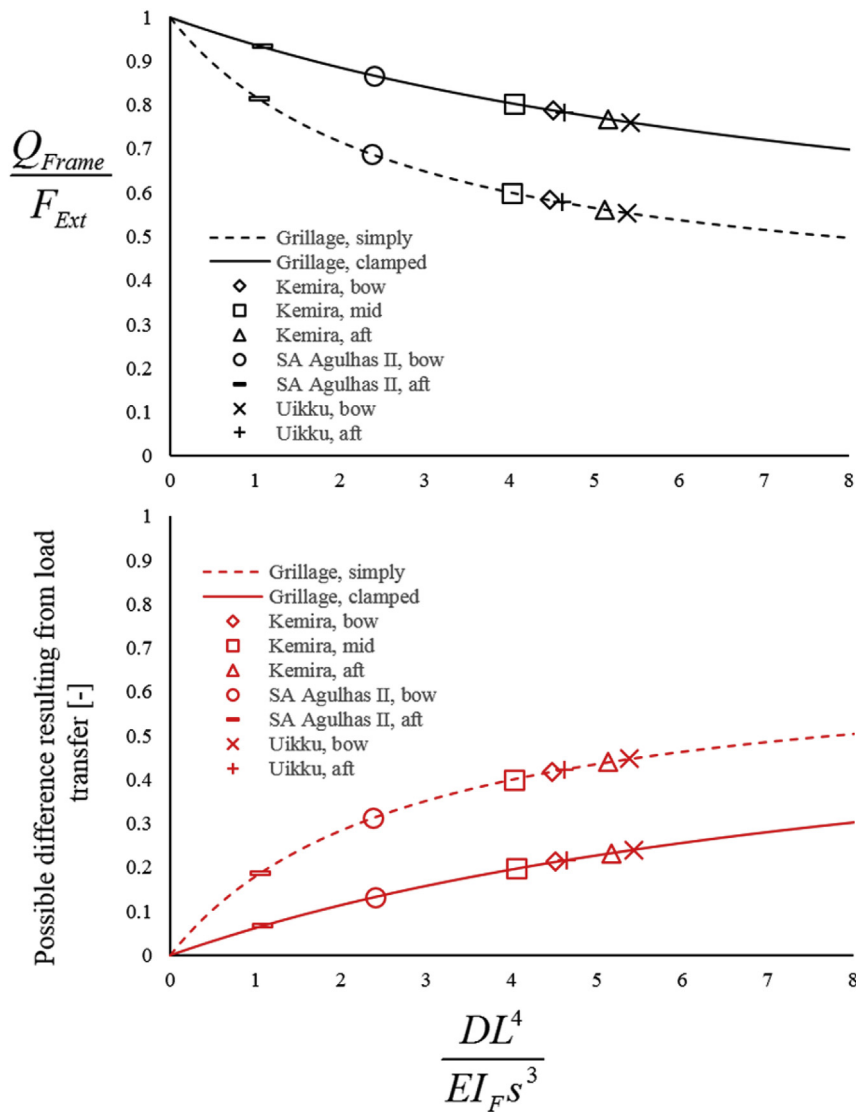 1
0.9
0.8
0.7
0.6
0.5
0.4
0.3
0.2
0.1
0
Q_Frame
F_Ext
Grillage, simply
Grillage, clamped
Kemira, bow
Kemira, mid
Kemira, aft
SA Agulhas II, bow
SA Agulhas II, aft
Uikku, bow
Uikku, aft
0 1 2 3 4 5 6 7 8
Possible difference resulting from load
transfer [-]
1
0.9
0.8
0.7
0.6
0.5
0.4
0.3
0.2
0.1
0
Grillage, simply
Grillage, clamped
Kemira, bow
Kemira, mid
Kemira, aft
SA Agulhas II, bow
SA Agulhas II, aft
Uikku, bow
Uikku, aft
0 1 2 3 4 5 6 7 8
DL⁴
EI_F s³